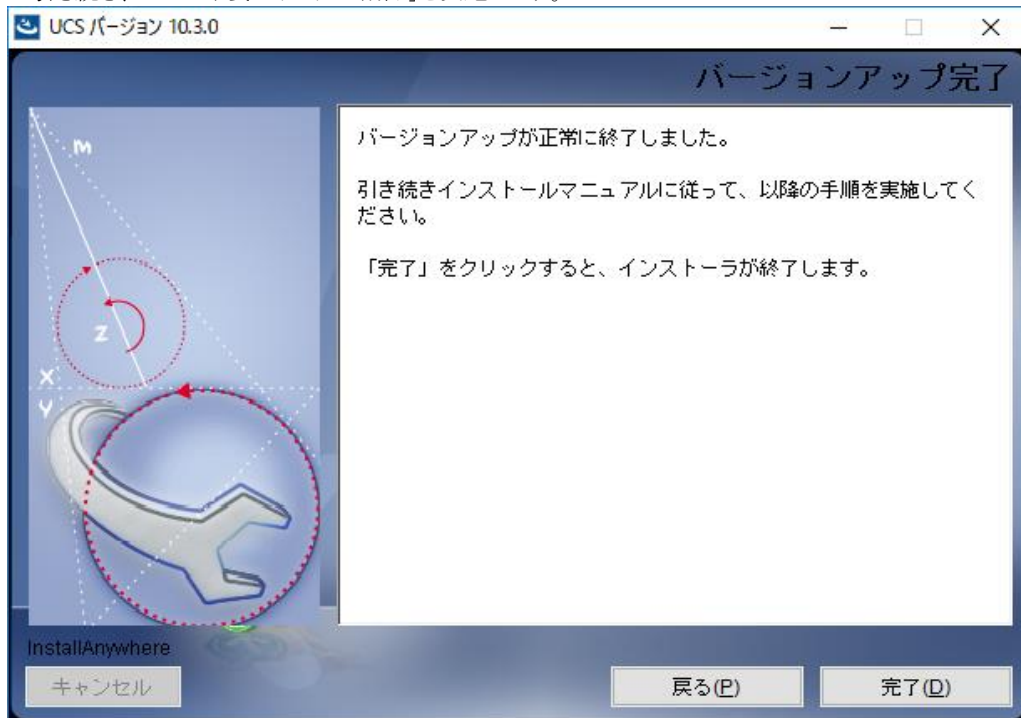 UCS バージョン 10.3.0
バージョンアップ完了
バージョンアップが正常に終了しました。
引き続きインストールマニュアルに従って、以降の手順を実施してく
ださい。
「完了」をクリックすると、インストーラが終了します。
M
Z
X
Y
InstallAnywhere
キャンセル
戻る(P)
完了(D)